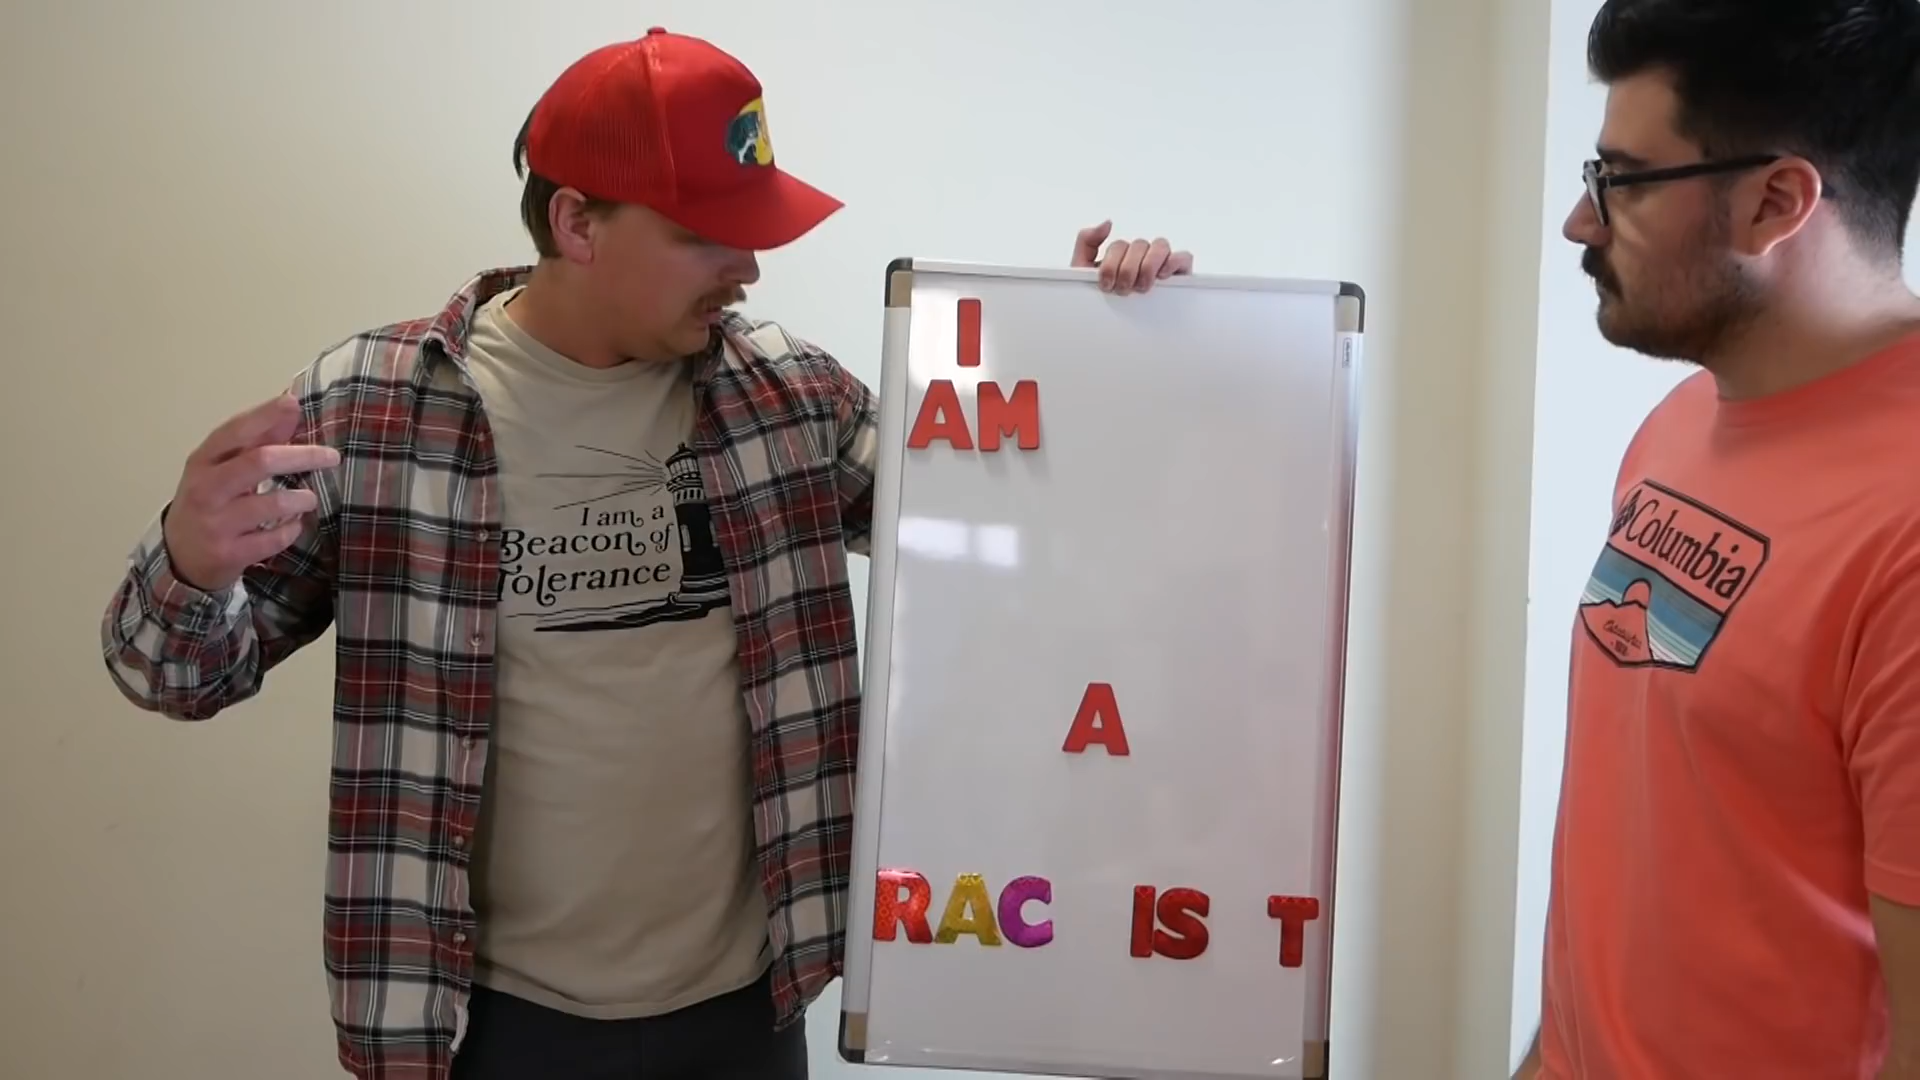 I
AM
A
RAC IS T
I am a
Beacon of
Tolerance
Columbia